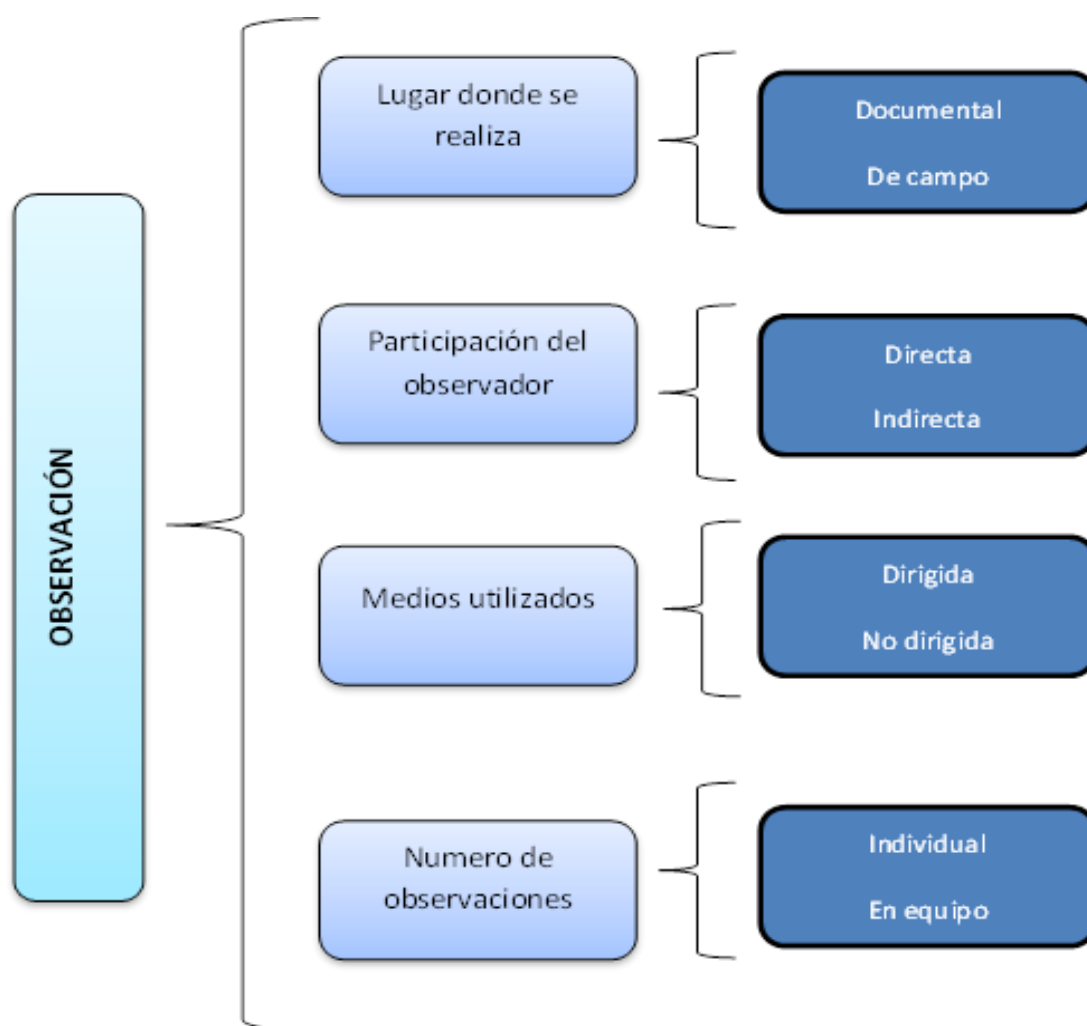 OBSERVACIÓN
Lugar donde se
realiza
Documental
De campo
Participación del
observador
Directa
Indirecta
Medios utilizados
Dirigida
No dirigida
Numero de
observaciones
Individual
En equipo